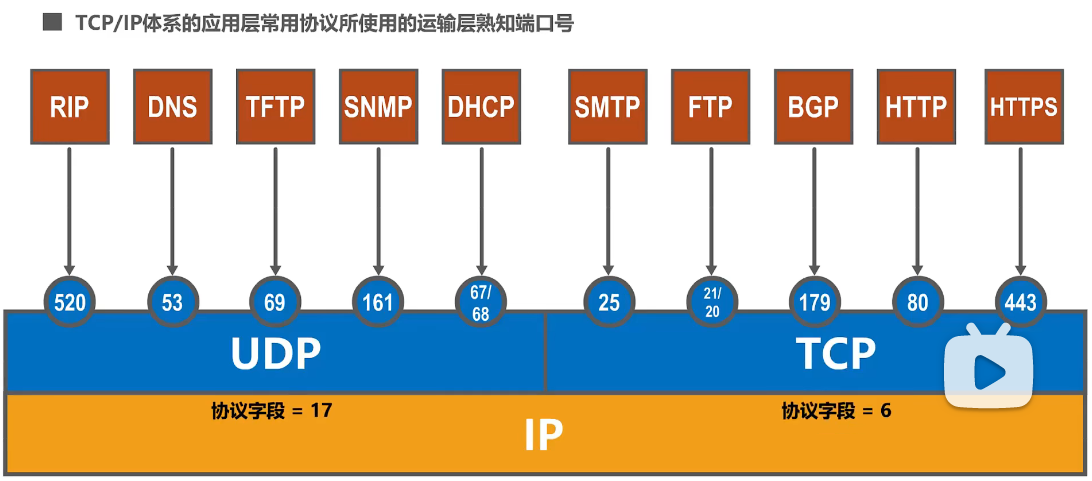 TCP/IP体系的应用层常用协议所使用的运输层熟知端口号
RIP DNS TFTP SNMP DHCP SMTP FTP BGP HTTP HTTPS
520 53 69 161 67/68 25 21/20 179 80 443
UDP TCP
协议字段 = 17 协议字段 = 6
IP